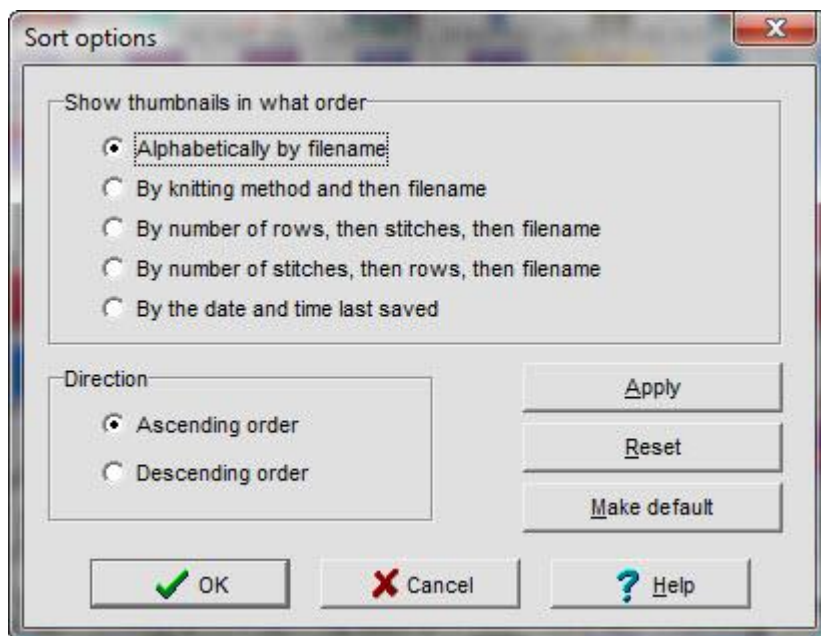 Sort options
Show thumbnails in what order
Alphabetically by filename
By knitting method and then filename
By number of rows, then stitches, then filename
By number of stitches, then rows, then filename
By the date and time last saved
Direction
Ascending order
Descending order
Apply
Reset
Make default
OK
Cancel
Help